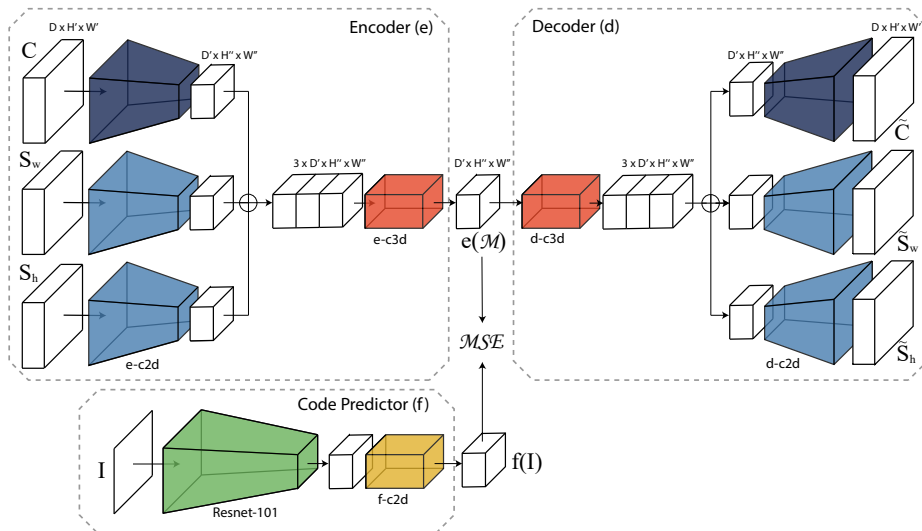 Encoder (e)
D x H' x W'
C
D' x H'' x W''
S_w
3 x D' x H'' x W''
e-c3d
S_h
e-c2d
D' x H'' x W''
e(ℳ)
Decoder (d)
D x H' x W'
D' x H'' x W''
C̃
3 x D' x H'' x W''
d-c3d
S̃_w
S̃_h
d-c2d
ℳSE
Code Predictor (f)
I
Resnet-101
f-c2d
f(I)